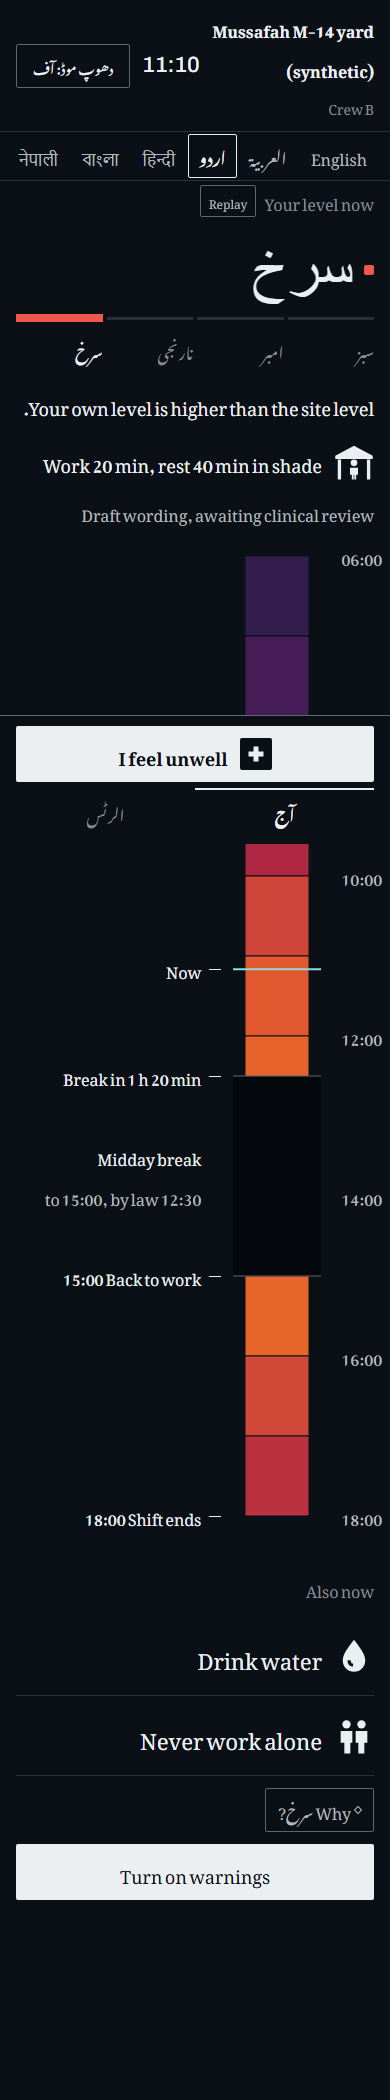 Mussafah M-14 yard
(synthetic)
Crew B
11:10
دھوپ موڈ: آف
English
العربية
اردو
हिन्दी
বাংলা
नेपाली
Your level now
Replay
سرخ
سبز
امبر
نارنجی
سرخ
.Your own level is higher than the site level
Work 20 min, rest 40 min in shade
Draft wording, awaiting clinical review
06:00
I feel unwell
آج
الرٹس
10:00
Now
12:00
Break in 1 h 20 min
Midday break
to 15:00, by law 12:30
14:00
15:00 Back to work
16:00
18:00 Shift ends
18:00
Also now
Drink water
Never work alone
?سرخ Why
Turn on warnings